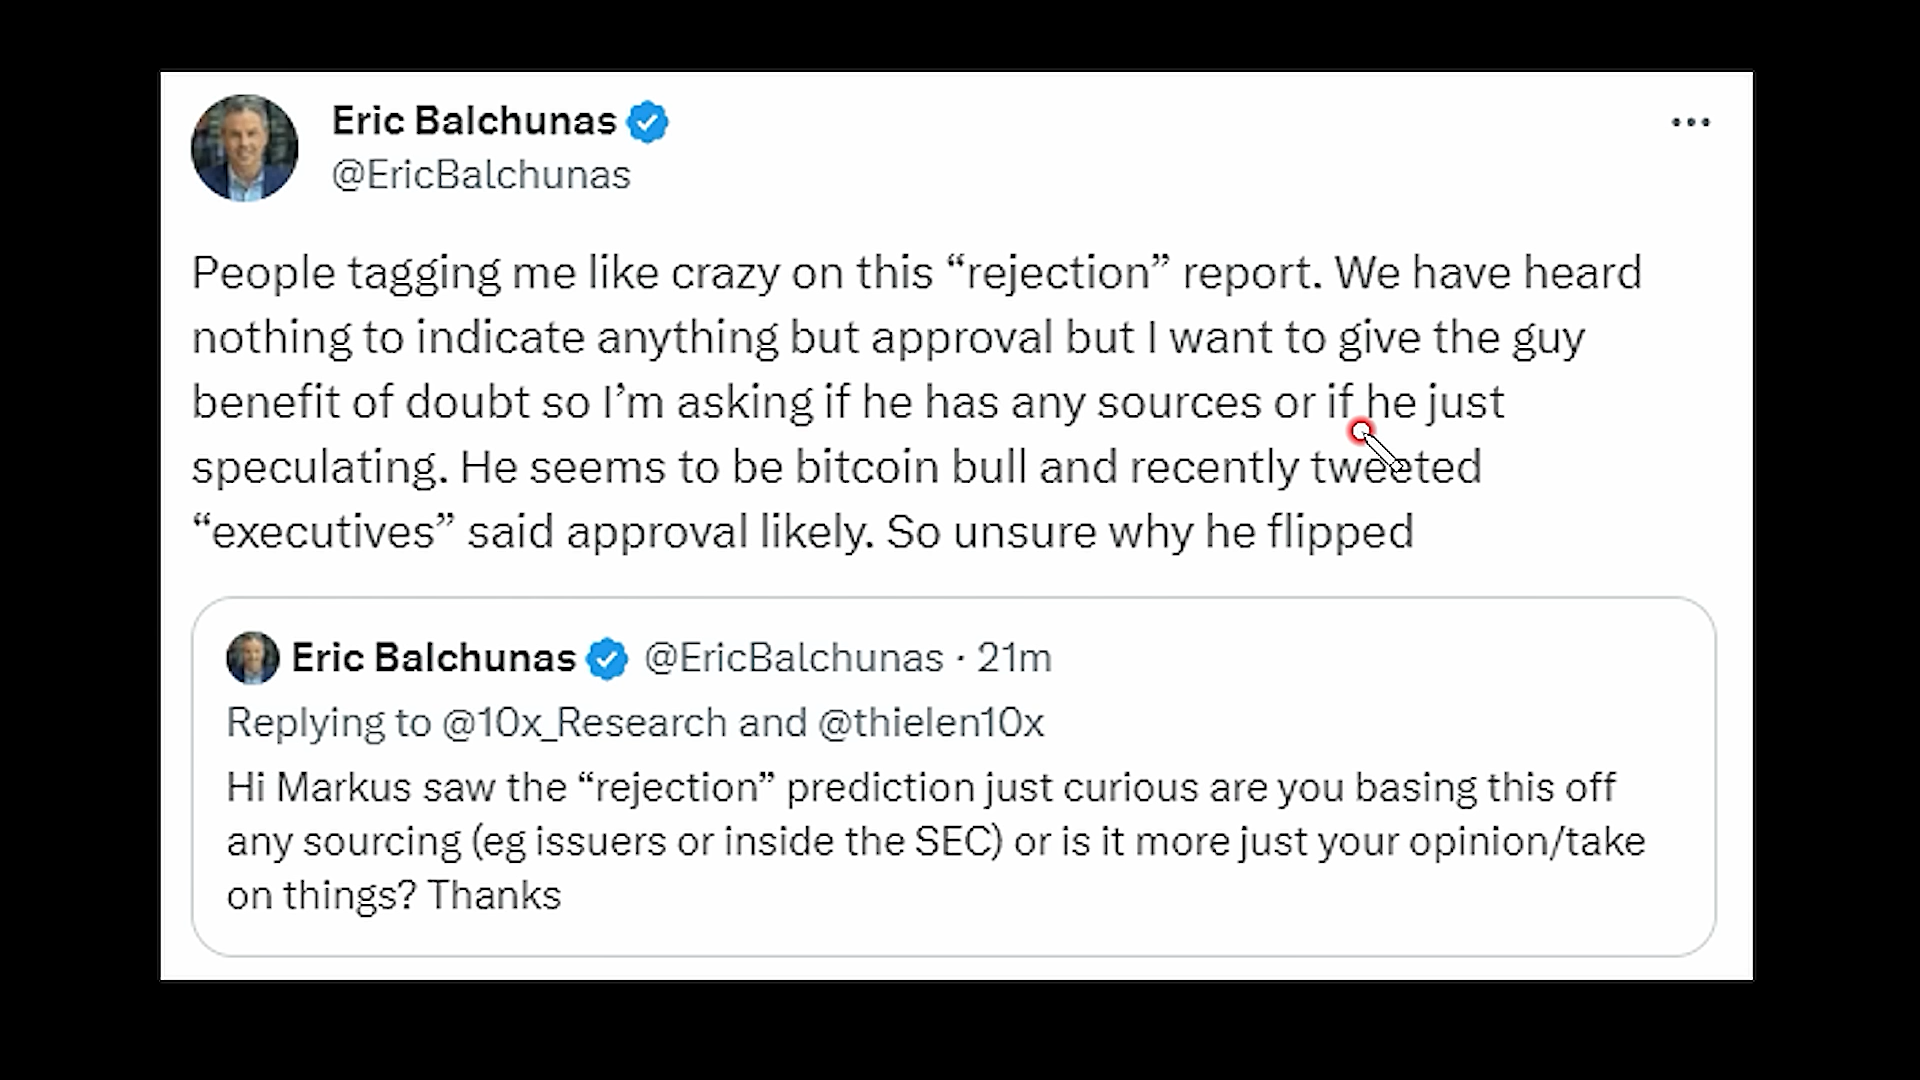 Eric Balchunas
@EricBalchunas
People tagging me like crazy on this “rejection” report. We have heard
nothing to indicate anything but approval but I want to give the guy
benefit of doubt so I’m asking if he has any sources or if he just
speculating. He seems to be bitcoin bull and recently tweeted
“executives” said approval likely. So unsure why he flipped
Eric Balchunas @EricBalchunas · 21m
Replying to @10x_Research and @thielen10x
Hi Markus saw the “rejection” prediction just curious are you basing this off
any sourcing (eg issuers or inside the SEC) or is it more just your opinion/take
on things? Thanks